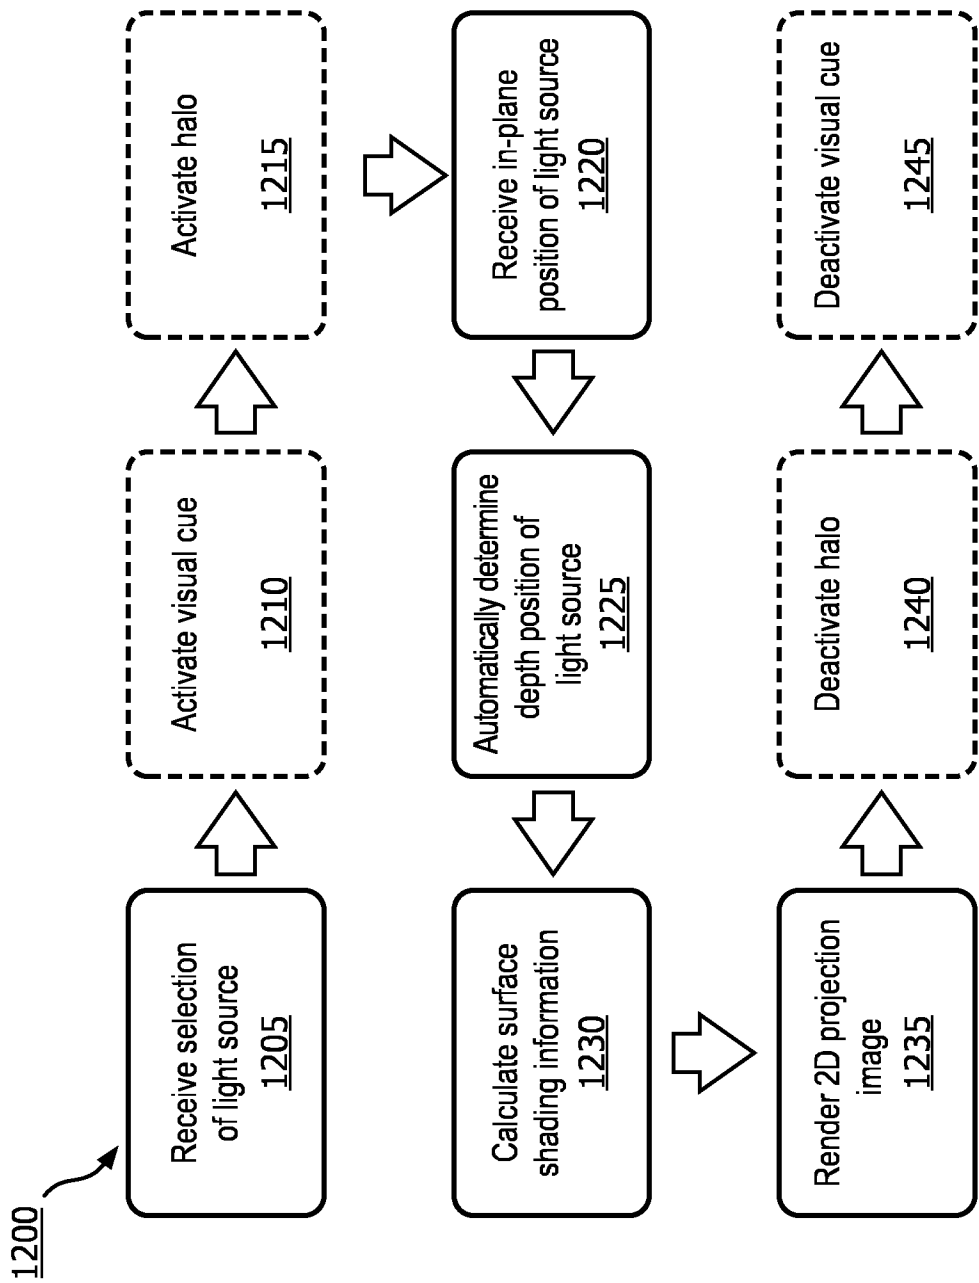 1200
Receive selection
of light source
1205
Activate visual cue
1210
Activate halo
1215
Receive in-plane
position of light source
1220
Automatically determine
depth position of
light source
1225
Calculate surface
shading information
1230
Render 2D projection
image
1235
Deactivate halo
1240
Deactivate visual cue
1245